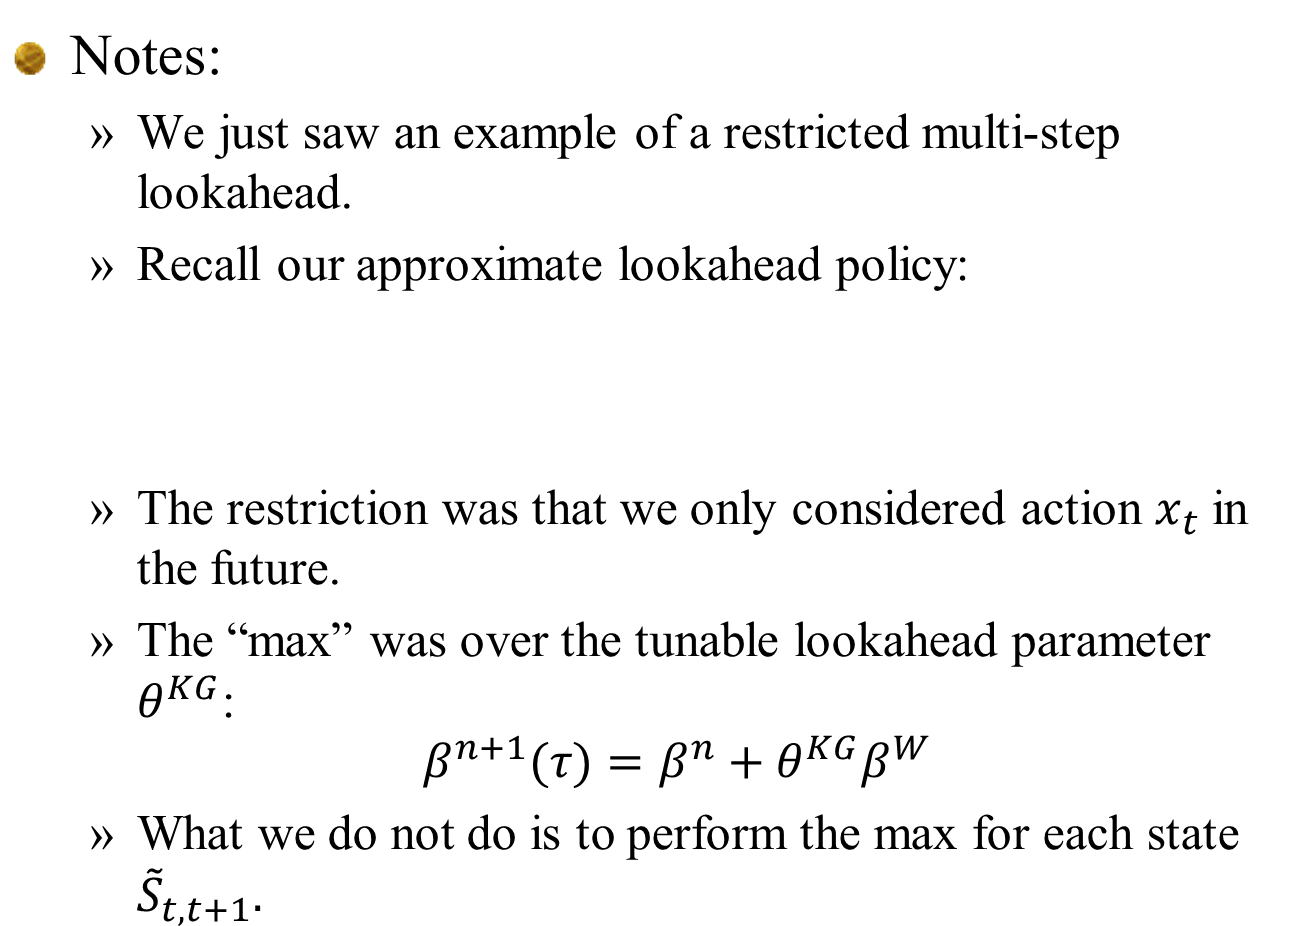 Notes:
» We just saw an example of a restricted multi-step
lookahead.
» Recall our approximate lookahead policy:
» The restriction was that we only considered action 𝑥ₜ in
the future.
» The “max” was over the tunable lookahead parameter
θ^{KG}:
β^{n+1}(τ) = β^n + θ^{KG}β^W
» What we do not do is to perform the max for each state
S̃_{t,t+1}.